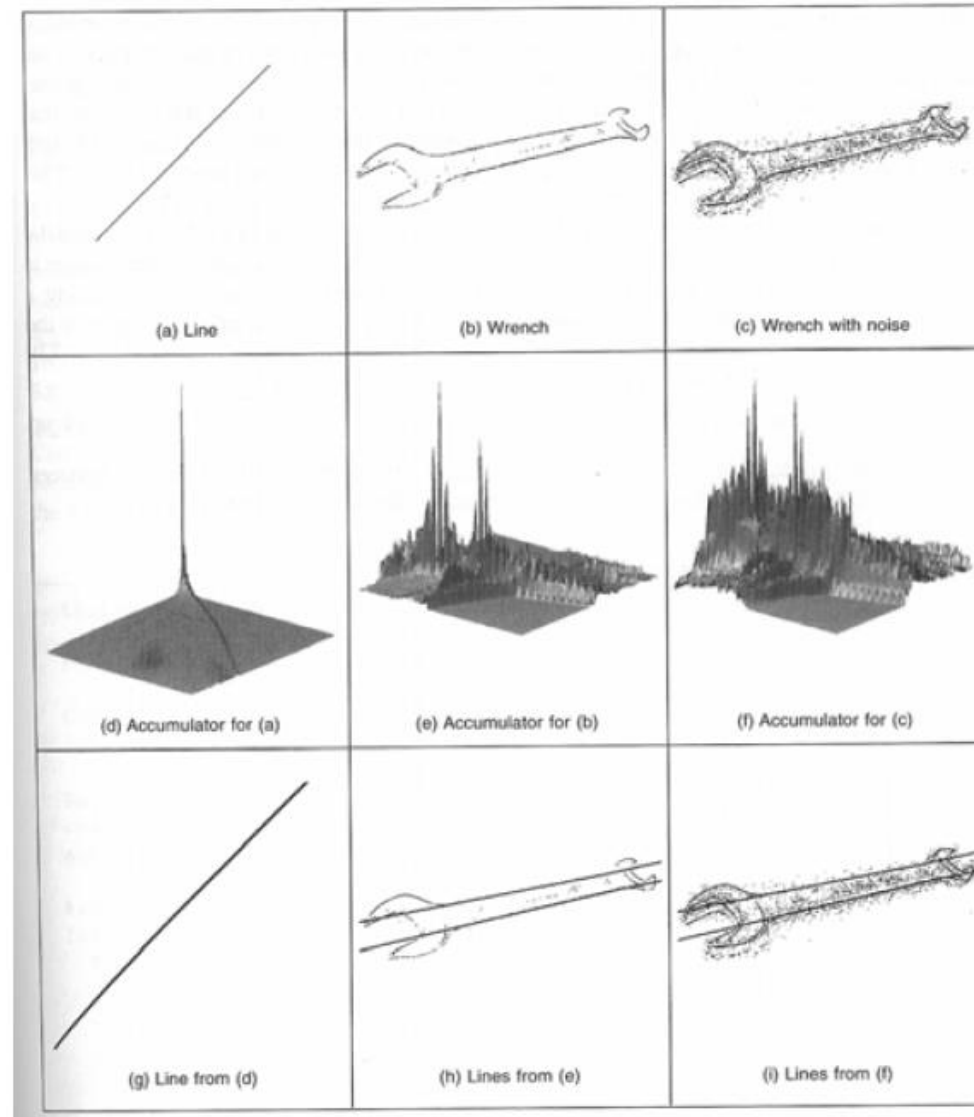 (a) Line
(b) Wrench
(c) Wrench with noise
(d) Accumulator for (a)
(e) Accumulator for (b)
(f) Accumulator for (c)
(g) Line from (d)
(h) Lines from (e)
(i) Lines from (f)